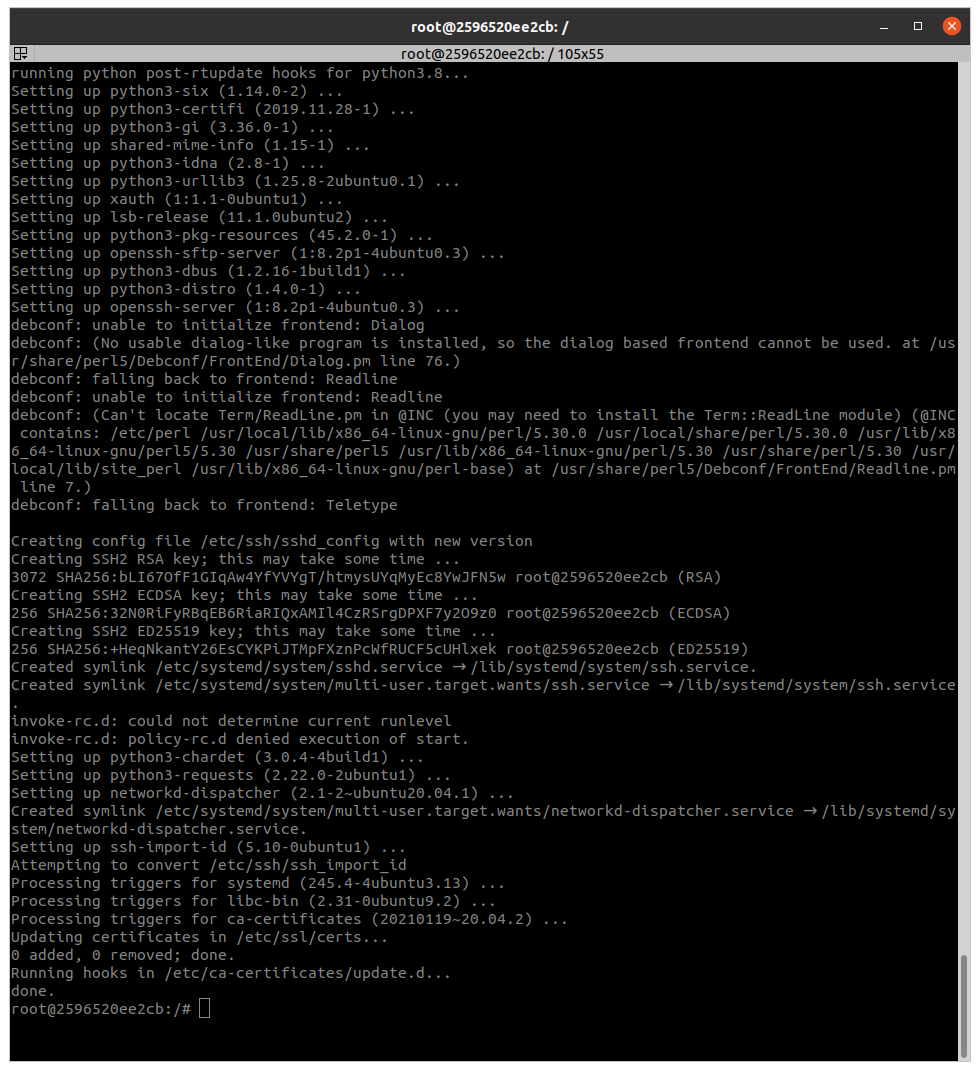 root@2596520ee2cb: /
root@2596520ee2cb: / 105x55
running python post-rtupdate hooks for python3.8...
Setting up python3-six (1.14.0-2) ...
Setting up python3-certifi (2019.11.28-1) ...
Setting up python3-gi (3.36.0-1) ...
Setting up shared-mime-info (1.15-1) ...
Setting up python3-idna (2.8-1) ...
Setting up python3-urllib3 (1.25.8-2ubuntu0.1) ...
Setting up xauth (1:1.1-0ubuntu1) ...
Setting up lsb-release (11.1.0ubuntu2) ...
Setting up python3-pkg-resources (45.2.0-1) ...
Setting up openssh-sftp-server (1:8.2p1-4ubuntu0.3) ...
Setting up python3-dbus (1.2.16-1build1) ...
Setting up python3-distro (1.4.0-1) ...
Setting up openssh-server (1:8.2p1-4ubuntu0.3) ...
debconf: unable to initialize frontend: Dialog
debconf: (No usable dialog-like program is installed, so the dialog based frontend cannot be used. at /us
r/share/perl5/Debconf/FrontEnd/Dialog.pm line 76.)
debconf: falling back to frontend: Readline
debconf: unable to initialize frontend: Readline
debconf: (Can't locate Term/ReadLine.pm in @INC (you may need to install the Term::ReadLine module) (@INC
 contains: /etc/perl /usr/local/lib/x86_64-linux-gnu/perl/5.30.0 /usr/local/share/perl/5.30.0 /usr/lib/x8
6_64-linux-gnu/perl5/5.30 /usr/share/perl5 /usr/lib/x86_64-linux-gnu/perl/5.30 /usr/share/perl/5.30 /usr/
local/lib/site_perl /usr/lib/x86_64-linux-gnu/perl-base) at /usr/share/perl5/Debconf/FrontEnd/Readline.pm
 line 7.)
debconf: falling back to frontend: Teletype

Creating config file /etc/ssh/sshd_config with new version
Creating SSH2 RSA key; this may take some time ...
3072 SHA256:bLI67OfF1GIqAw4YfYVYgT/htmysUYqMyEc8YwJFN5w root@2596520ee2cb (RSA)
Creating SSH2 ECDSA key; this may take some time ...
256 SHA256:32N0RiFyRBqEB6RiaRIQxAMIl4CzRSrgDPXF7y2O9z0 root@2596520ee2cb (ECDSA)
Creating SSH2 ED25519 key; this may take some time ...
256 SHA256:+HeqNkantY26EsCYKPiJTMpFXznPcWfRUCF5cUHlxek root@2596520ee2cb (ED25519)
Created symlink /etc/systemd/system/sshd.service → /lib/systemd/system/ssh.service.
Created symlink /etc/systemd/system/multi-user.target.wants/ssh.service → /lib/systemd/system/ssh.service
.
invoke-rc.d: could not determine current runlevel
invoke-rc.d: policy-rc.d denied execution of start.
Setting up python3-chardet (3.0.4-4build1) ...
Setting up python3-requests (2.22.0-2ubuntu1) ...
Setting up networkd-dispatcher (2.1-2~ubuntu20.04.1) ...
Created symlink /etc/systemd/system/multi-user.target.wants/networkd-dispatcher.service → /lib/systemd/sy
stem/networkd-dispatcher.service.
Setting up ssh-import-id (5.10-0ubuntu1) ...
Attempting to convert /etc/ssh/ssh_import_id
Processing triggers for systemd (245.4-4ubuntu3.13) ...
Processing triggers for libc-bin (2.31-0ubuntu9.2) ...
Processing triggers for ca-certificates (20210119~20.04.2) ...
Updating certificates in /etc/ssl/certs...
0 added, 0 removed; done.
Running hooks in /etc/ca-certificates/update.d...
done.
root@2596520ee2cb:/#